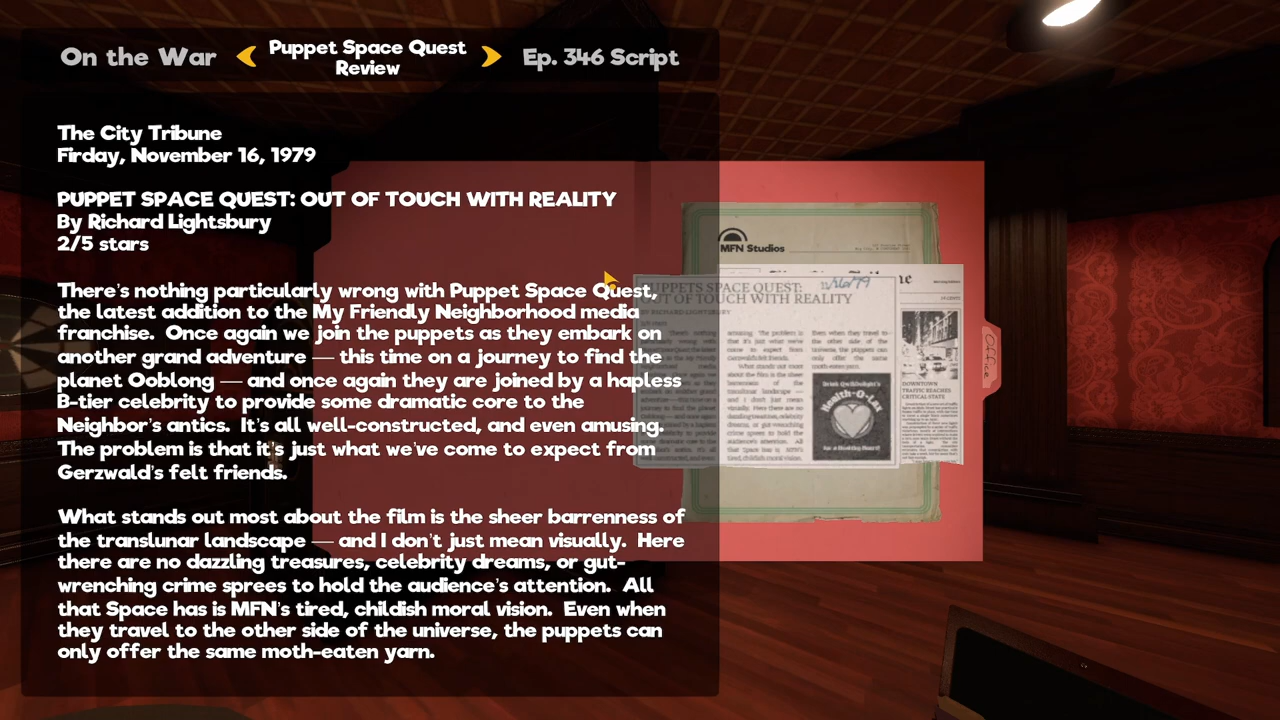 On the War
Puppet Space Quest
Review
Ep. 346 Script
The City Tribune
Firday, November 16, 1979
PUPPET SPACE QUEST: OUT OF TOUCH WITH REALITY
By Richard Lightsbury
2/5 stars
There's nothing particularly wrong with Puppet Space Quest,
the latest addition to the My Friendly Neighborhood media
franchise.  Once again we join the puppets as they embark on
another grand adventure — this time on a journey to find the
planet Ooblong — and once again they are joined by a hapless
B-tier celebrity to provide some dramatic core to the
Neighbor's antics.  It's all well-constructed, and even amusing.
The problem is that it's just what we've come to expect from
Gerzwald's felt friends.
What stands out most about the film is the sheer barrenness of
the translunar landscape — and I don't just mean visually.  Here
there are no dazzling treasures, celebrity dreams, or gut-
wrenching crime sprees to hold the audience's attention.  All
that Space has is MFN's tired, childish moral vision.  Even when
they travel to the other side of the universe, the puppets can
only offer the same moth-eaten yarn.
MFN Studios
11/16/79
PUPPETS SPACE QUEST:
OUT OF TOUCH WITH REALITY
BY RICHARD LIGHTSBURY
Health-O-Lax
DOWNTOWN
TRAFFIC REACHES
CRITICAL STATE
Office